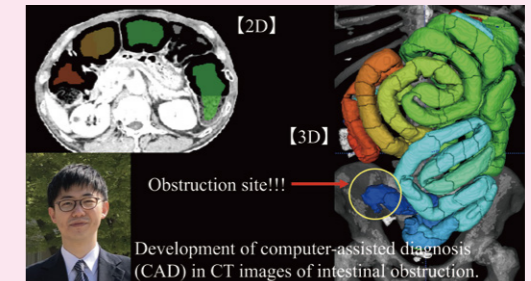 【2D】
【3D】
Obstruction site!!!
Development of computer-assisted diagnosis
(CAD) in CT images of intestinal obstruction.